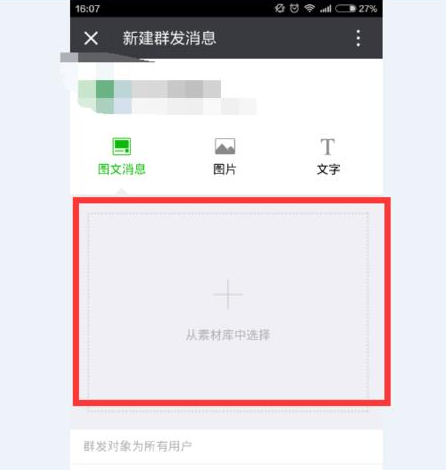 16:07
27%
新建群发消息
图文消息
图片
T
文字
从素材库中选择
群发对象为所有用户